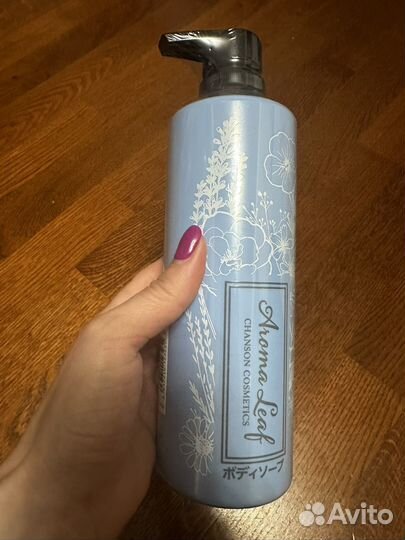 Aroma Leaf
CHANSON COSMETICS
ボディソープ
Avito